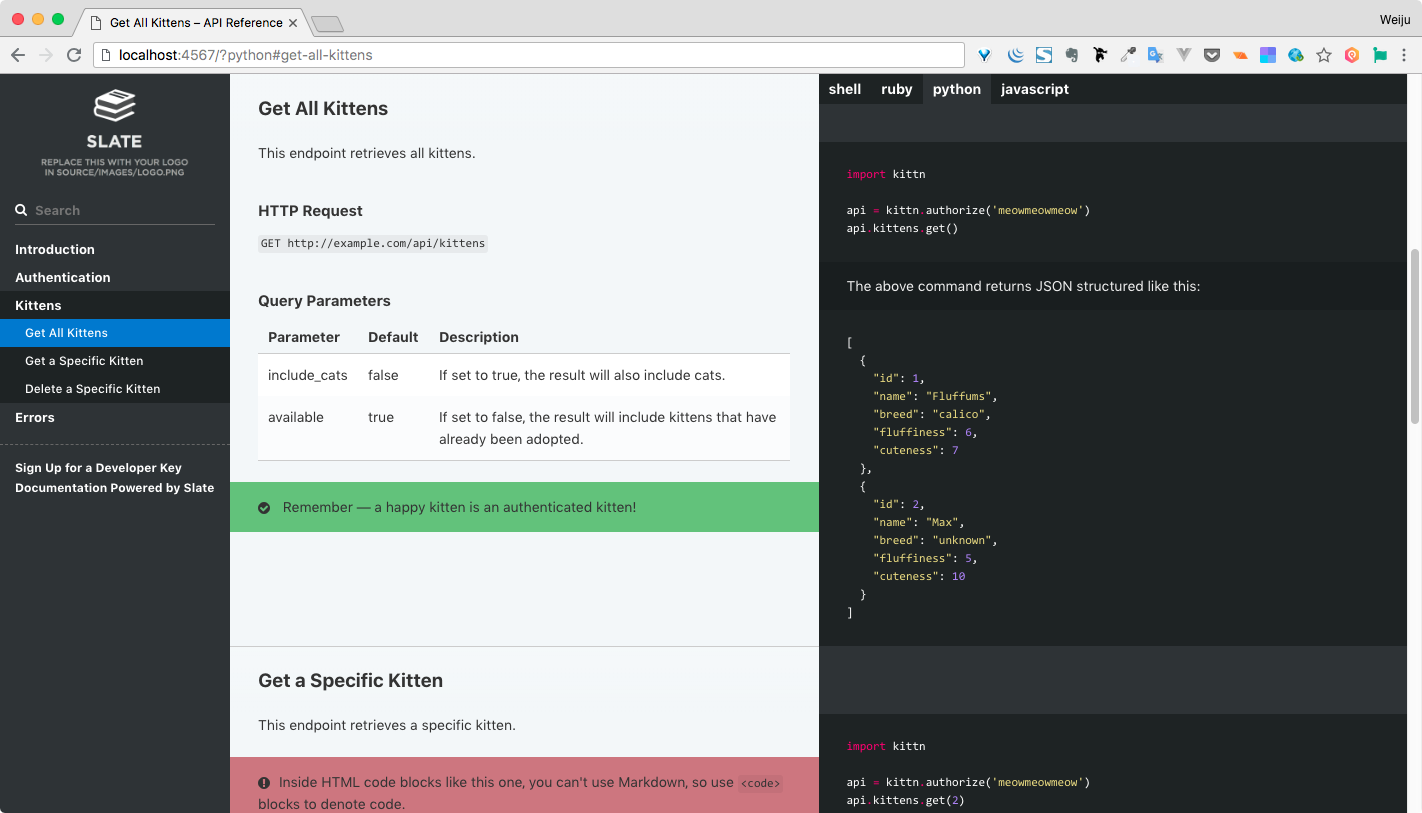 Get All Kittens – API Reference
Weiju
localhost:4567/?python#get-all-kittens
SLATE
REPLACE THIS WITH YOUR LOGO
IN SOURCE/IMAGES/LOGO.PNG
Search
Introduction
Authentication
Kittens
Get All Kittens
Get a Specific Kitten
Delete a Specific Kitten
Errors
Sign Up for a Developer Key
Documentation Powered by Slate
Get All Kittens
This endpoint retrieves all kittens.
HTTP Request
GET http://example.com/api/kittens
Query Parameters
Parameter Default Description
include_cats false If set to true, the result will also include cats.
available true If set to false, the result will include kittens that have
already been adopted.
Remember — a happy kitten is an authenticated kitten!
Get a Specific Kitten
This endpoint retrieves a specific kitten.
Inside HTML code blocks like this one, you can't use Markdown, so use <code>
blocks to denote code.
shell ruby python javascript
import kittn
api = kittn.authorize('meowmeowmeow')
api.kittens.get()
The above command returns JSON structured like this:
[
{
"id": 1,
"name": "Fluffums",
"breed": "calico",
"fluffiness": 6,
"cuteness": 7
},
{
"id": 2,
"name": "Max",
"breed": "unknown",
"fluffiness": 5,
"cuteness": 10
}
]
import kittn
api = kittn.authorize('meowmeowmeow')
api.kittens.get(2)